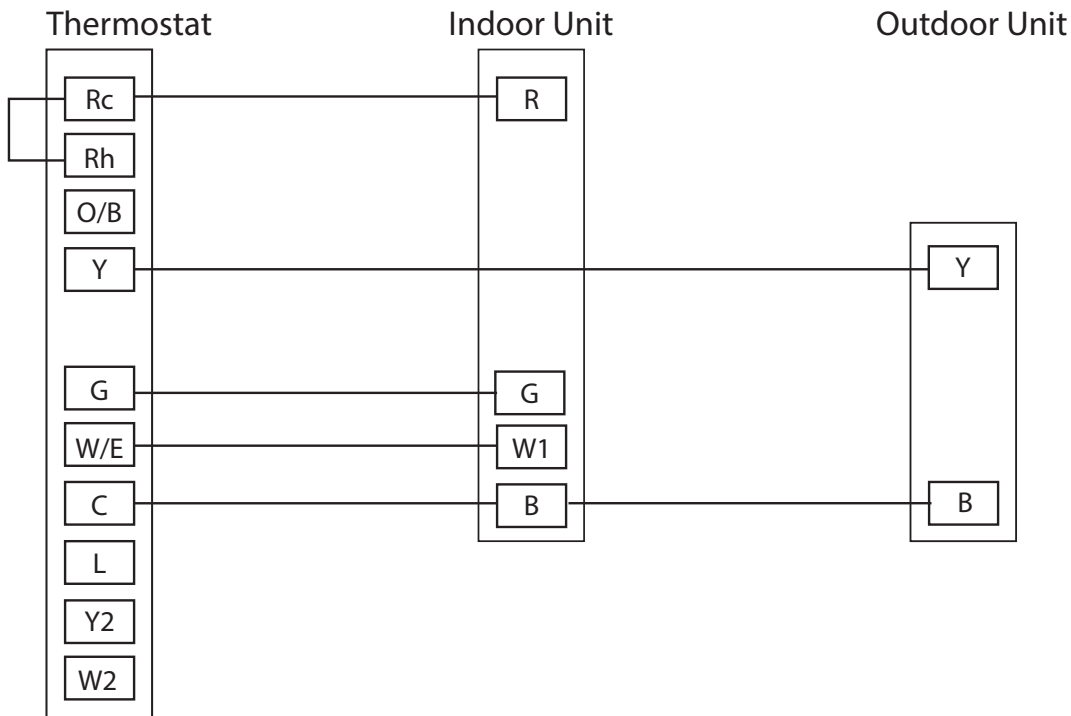 Thermostat Indoor Unit Outdoor Unit
Rc R
Rh
O/B
Y Y
G G
W/E W1
C B B
L
Y2
W2